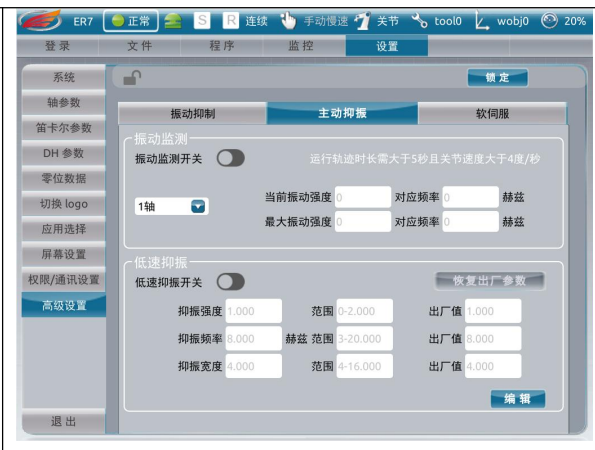 ER7 正常 S R 连续 手动慢速 关节 tool0 wobj0 20%
登录 文件 程序 监控 设置
系统
轴参数
笛卡尔参数
DH 参数
零位数据
切换 logo
应用选择
屏幕设置
权限/通讯设置
高级设置
退出
锁定
振动抑制 主动抑振 软伺服
振动监测
振动监测开关 运行轨迹时长需大于5秒且关节速度大于4度/秒
1轴
当前振动强度 0 对应频率 0 赫兹
最大振动强度 0 对应频率 0 赫兹
低速抑振
低速抑振开关 恢复出厂参数
抑振强度 1.000 范围 0-2.000 出厂值 1.000
抑振频率 8.000 赫兹 范围 3-20.000 出厂值 8.000
抑振宽度 4.000 范围 4-16.000 出厂值 4.000
编辑